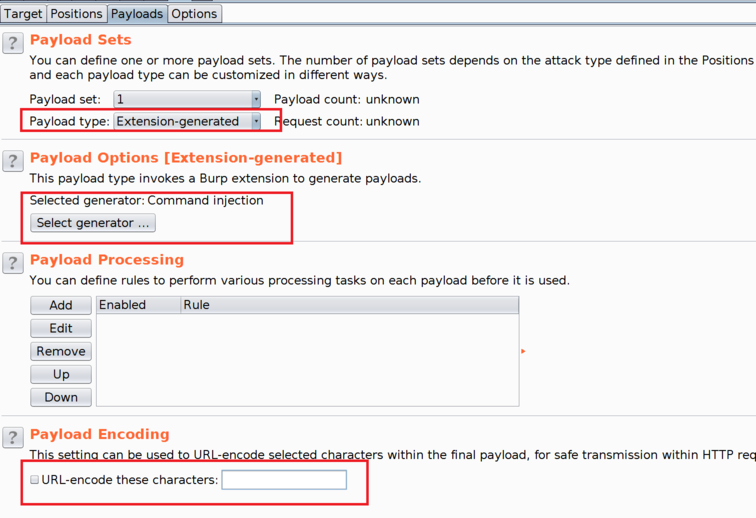 Target Positions Payloads Options
? Payload Sets
You can define one or more payload sets. The number of payload sets depends on the attack type defined in the Positions
and each payload type can be customized in different ways.
Payload set: 1 Payload count: unknown
Payload type: Extension-generated Request count: unknown
? Payload Options [Extension-generated]
This payload type invokes a Burp extension to generate payloads.
Selected generator: Command injection
Select generator ...
? Payload Processing
You can define rules to perform various processing tasks on each payload before it is used.
Add Enabled Rule
Edit
Remove
Up
Down
? Payload Encoding
This setting can be used to URL-encode selected characters within the final payload, for safe transmission within HTTP req
URL-encode these characters: